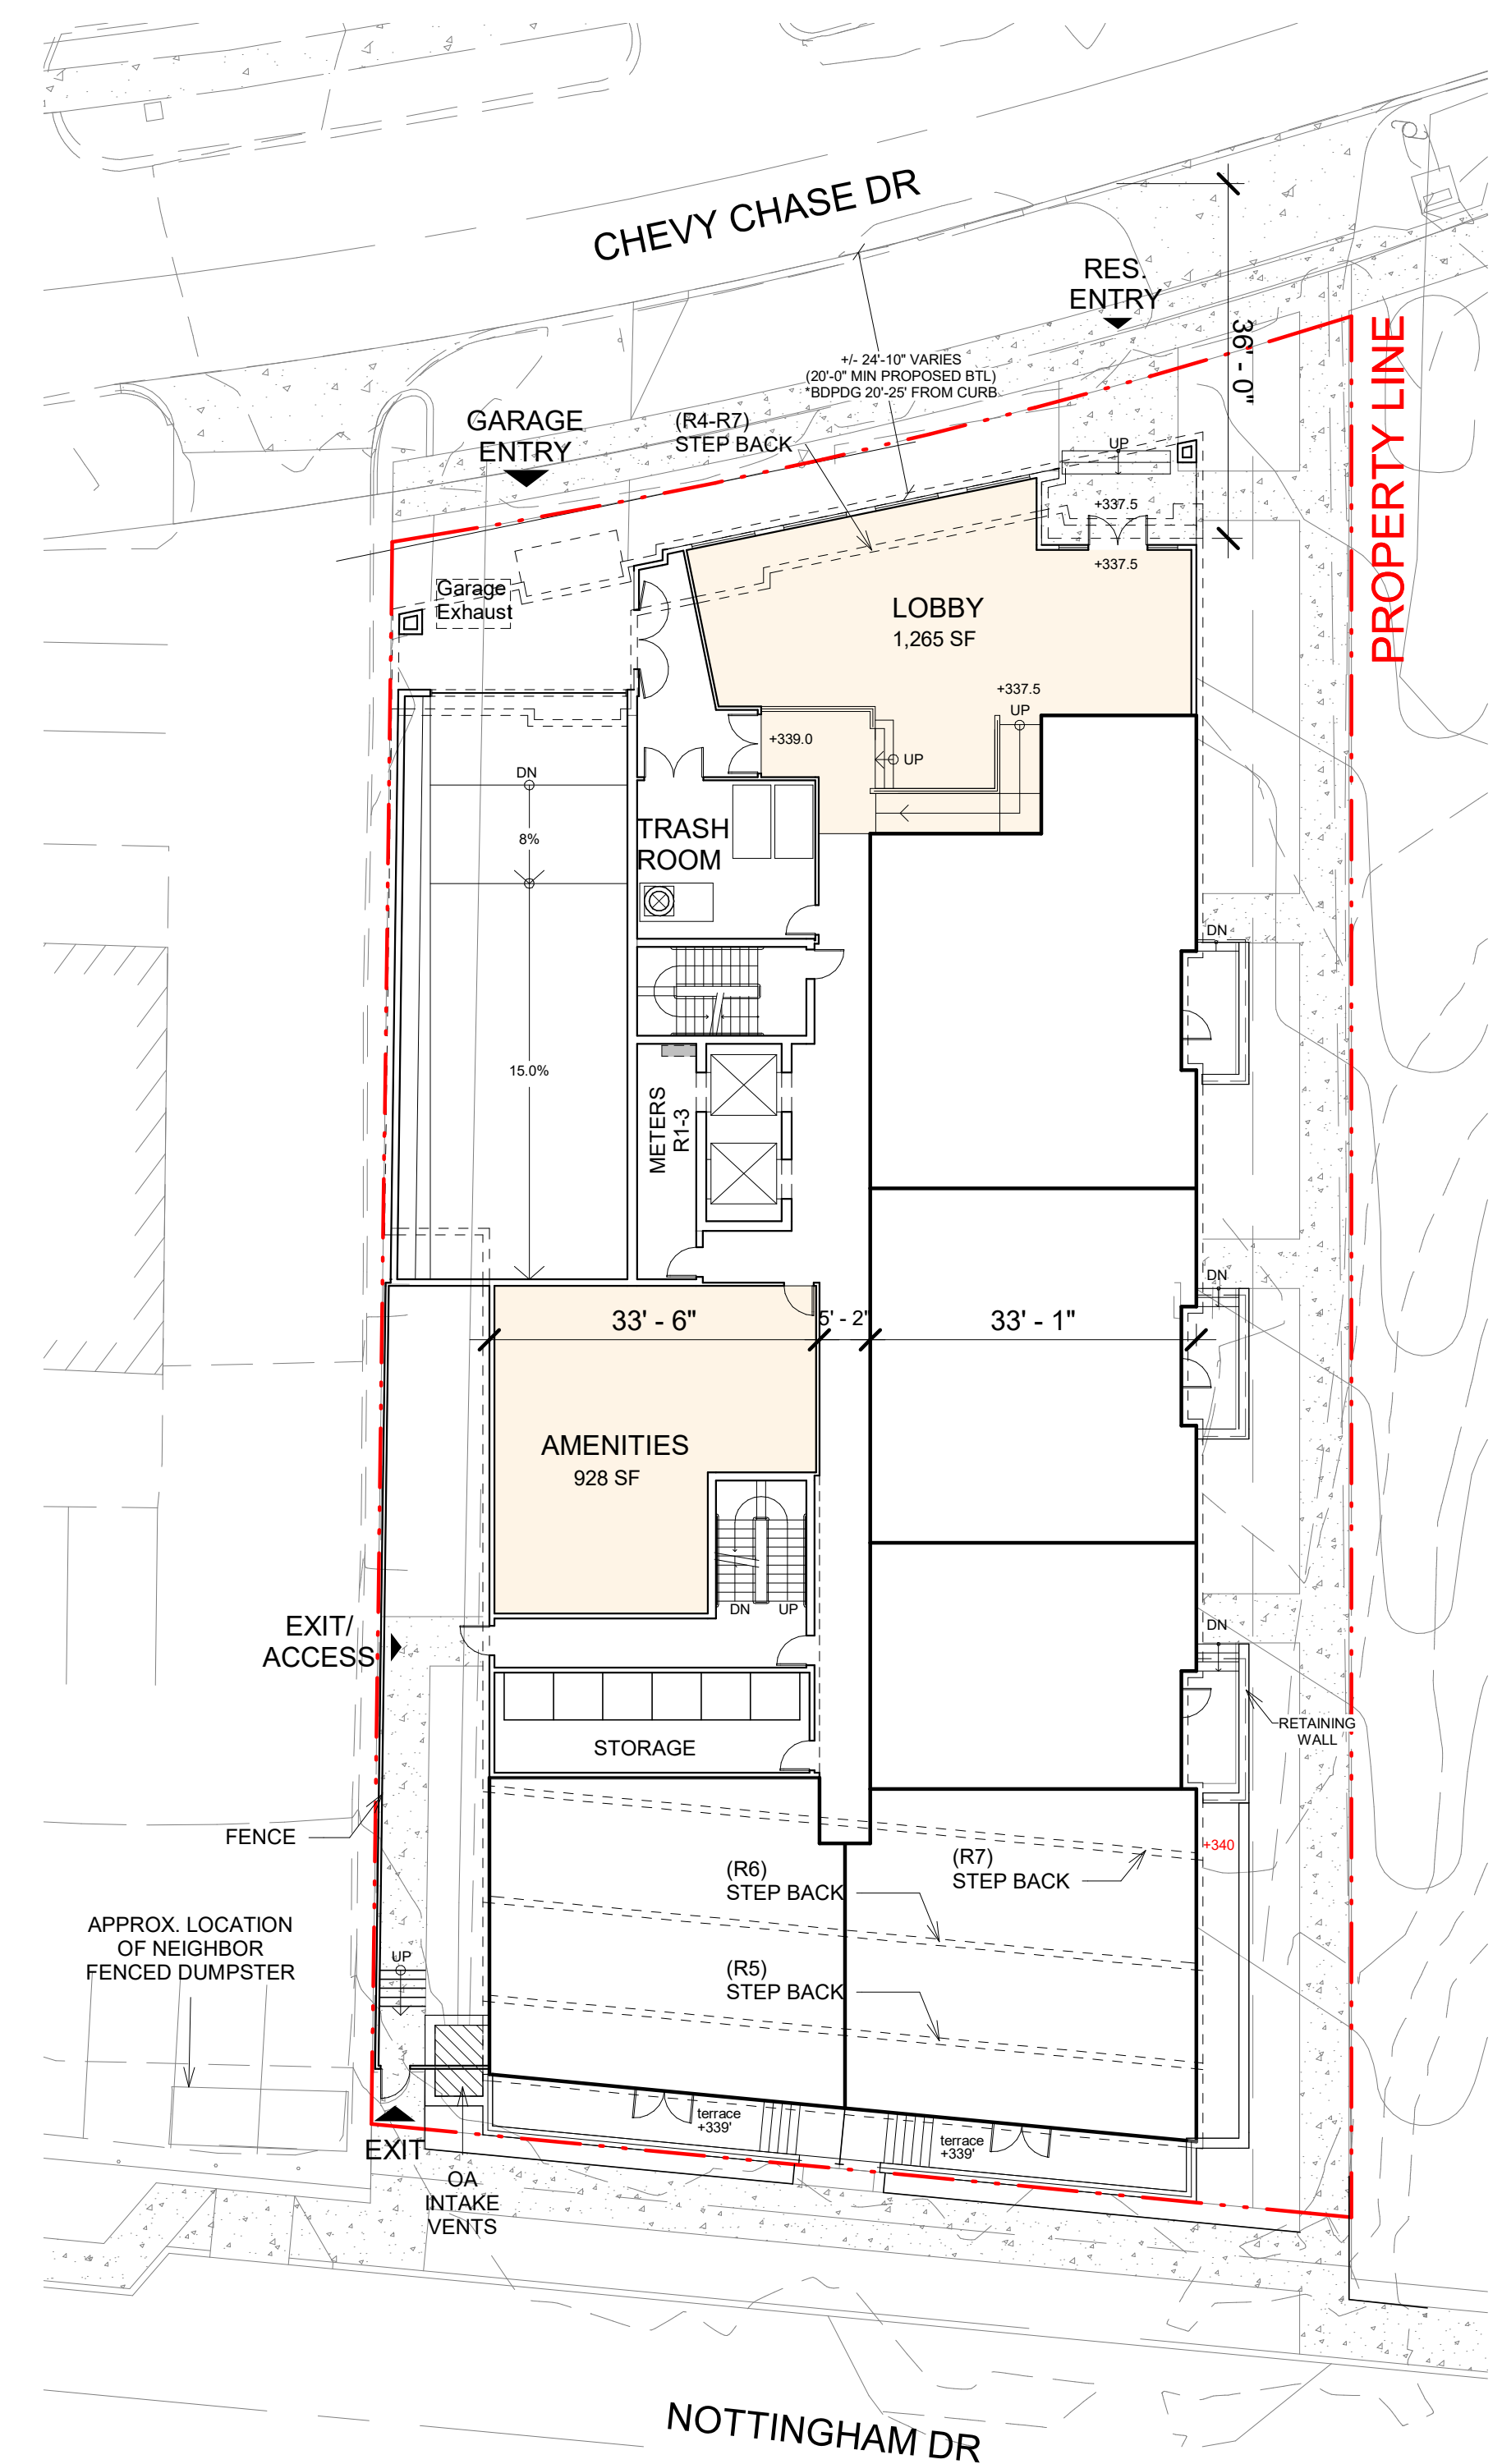 CHEVY CHASE DR
RES.
ENTRY
36' - 0"
PROPERTY LINE
+/- 24'-10" VARIES
(20'-0" MIN PROPOSED BTL)
*BDPDG 20'-25' FROM CURB
GARAGE
ENTRY
(R4-R7)
STEP BACK
UP
+337.5
+337.5
Garage
Exhaust
LOBBY
1,265 SF
+337.5
UP
+339.0
UP
DN
8%
TRASH
ROOM
DN
15.0%
METERS
R1-3
DN
33' - 6"
5' - 2"
33' - 1"
AMENITIES
928 SF
DN
UP
EXIT/
ACCESS
DN
RETAINING
WALL
STORAGE
FENCE
+340
(R7)
STEP BACK
(R6)
STEP BACK
APPROX. LOCATION
OF NEIGHBOR
FENCED DUMPSTER
UP
(R5)
STEP BACK
terrace
+339'
terrace
+339'
EXIT
OA
INTAKE
VENTS
NOTTINGHAM DR